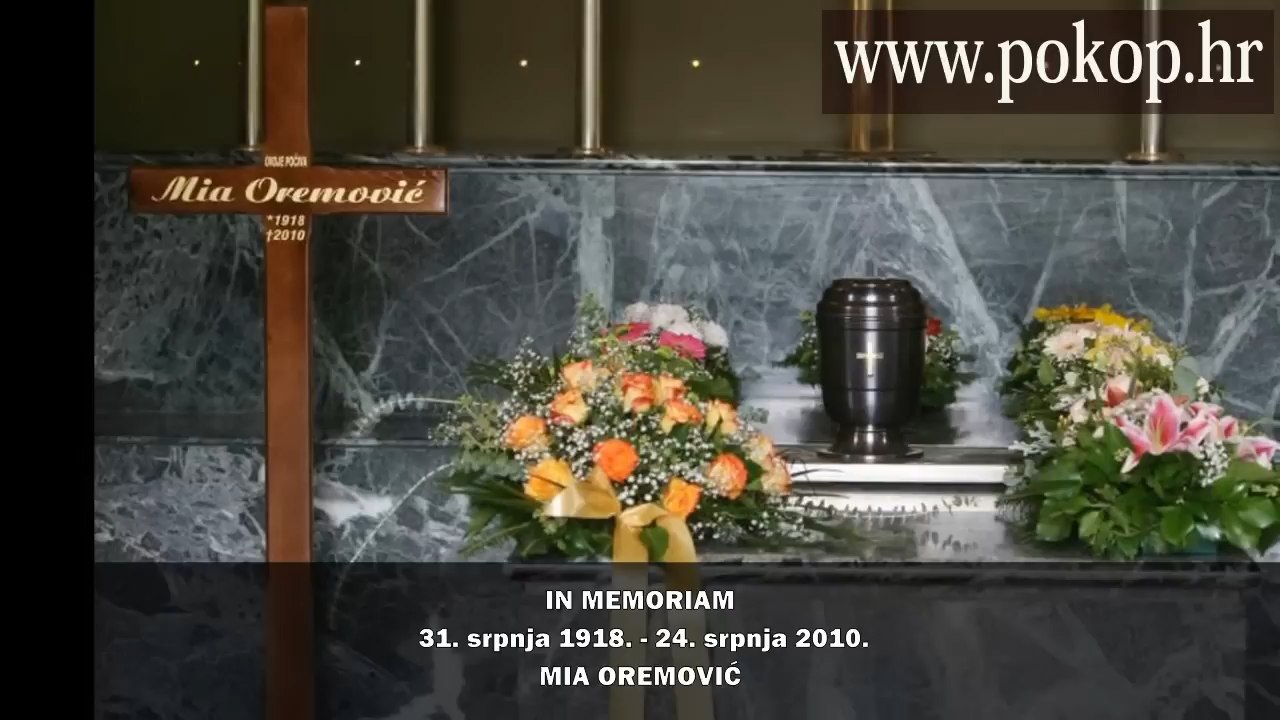 www.pokop.hr
OVDJE POČIVA
Mia Oremović
*1918
†2010
IN MEMORIAM
31. srpnja 1918. - 24. srpnja 2010.
MIA OREMOVIĆ